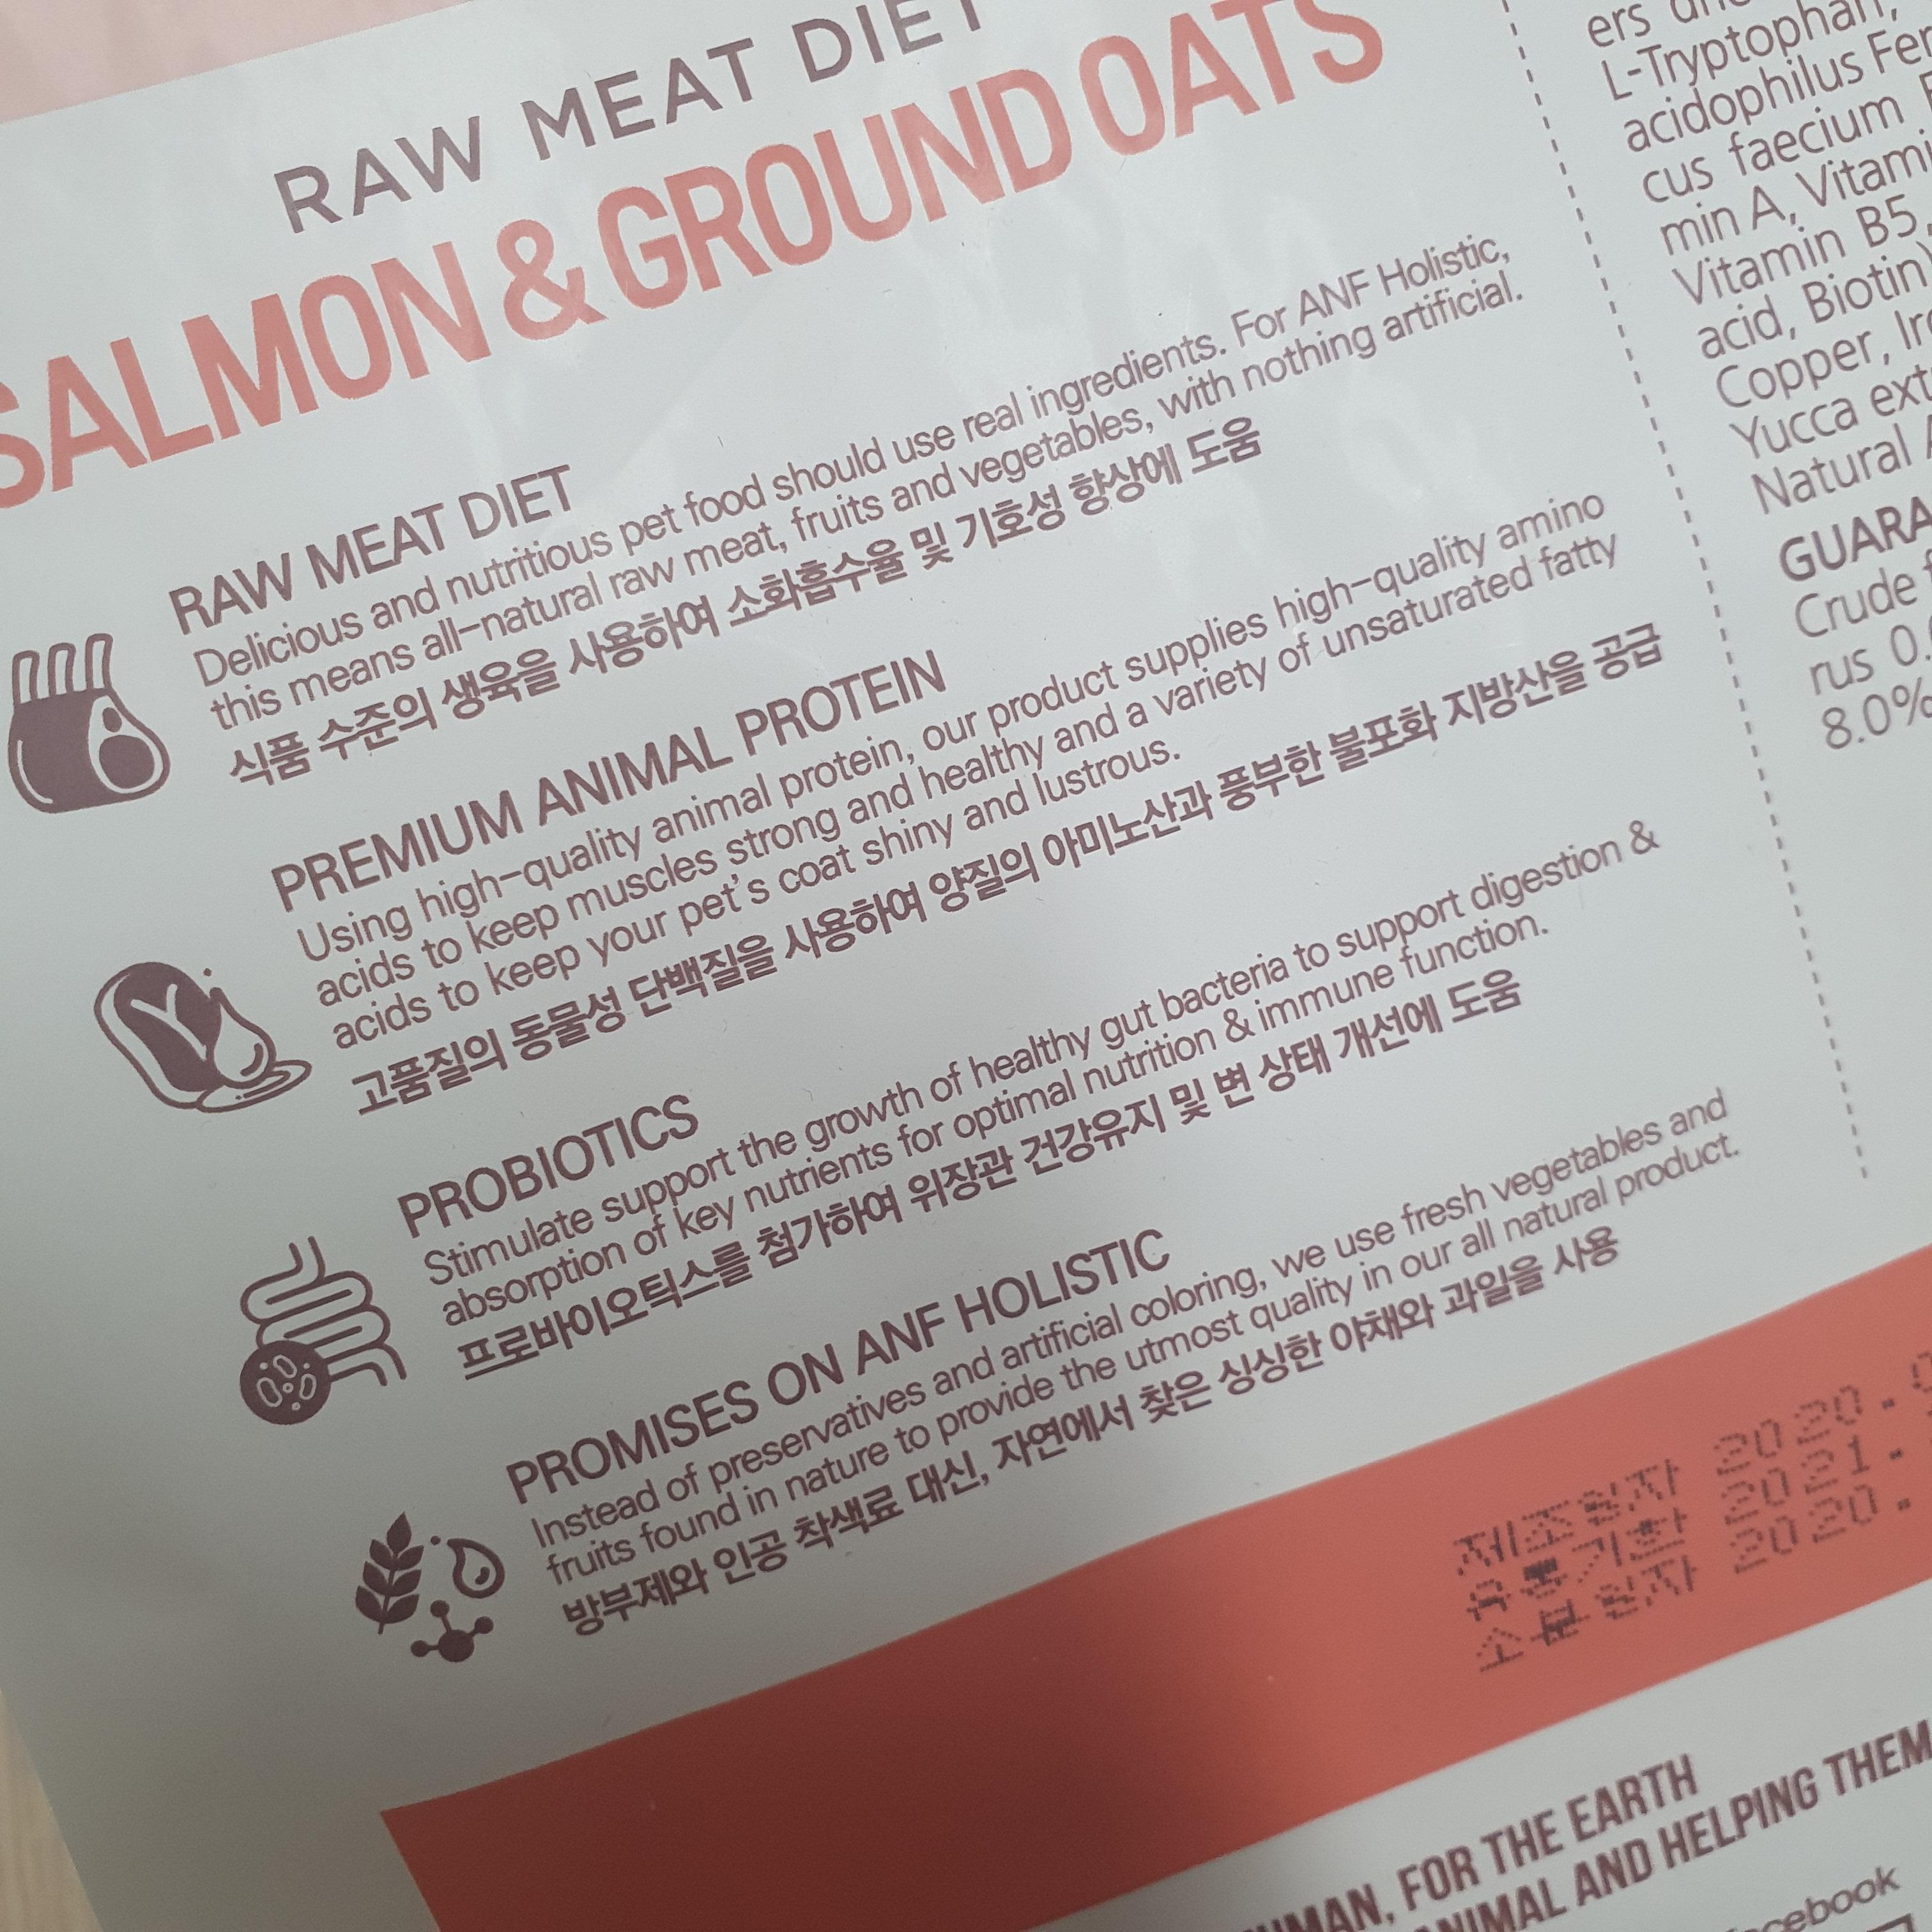 RAW MEAT DIET
SALMON & GROUND OATS
RAW MEAT DIET
Delicious and nutritious pet food should use real ingredients. For ANF Holistic,
this means all-natural raw meat, fruits and vegetables, with nothing artificial.
식품 수준의 생육을 사용하여 소화흡수율 및 기호성 향상에 도움
PREMIUM ANIMAL PROTEIN
Using high-quality animal protein, our product supplies high-quality amino
acids to keep muscles strong and healthy and a variety of unsaturated fatty
acids to keep your pet's coat shiny and lustrous.
고품질의 동물성 단백질을 사용하여 양질의 아미노산과 풍부한 불포화 지방산을 공급
PROBIOTICS
Stimulate support the growth of healthy gut bacteria to support digestion &
absorption of key nutrients for optimal nutrition & immune function.
프로바이오틱스를 첨가하여 위장관 건강유지 및 변 상태 개선에 도움
PROMISES ON ANF HOLISTIC
Instead of preservatives and artificial coloring, we use fresh vegetables and
fruits found in nature to provide the utmost quality in our all natural product.
방부제와 인공 착색료 대신, 자연에서 찾은 싱싱한 야채와 과일을 사용
ers
L-Tryptophan,
acidophilus Fer
cus faecium
min A, Vitami
Vitamin B5,
acid, Biotin)
Copper, Iro
Yucca ext
Natural
GUARA
Crude
rus 0.
8.0%
제조일자 2020.
유통기한 2021.
소분일자 2020.
HUMAN, FOR THE EARTH
ANIMAL AND HELPING THEM
acebook